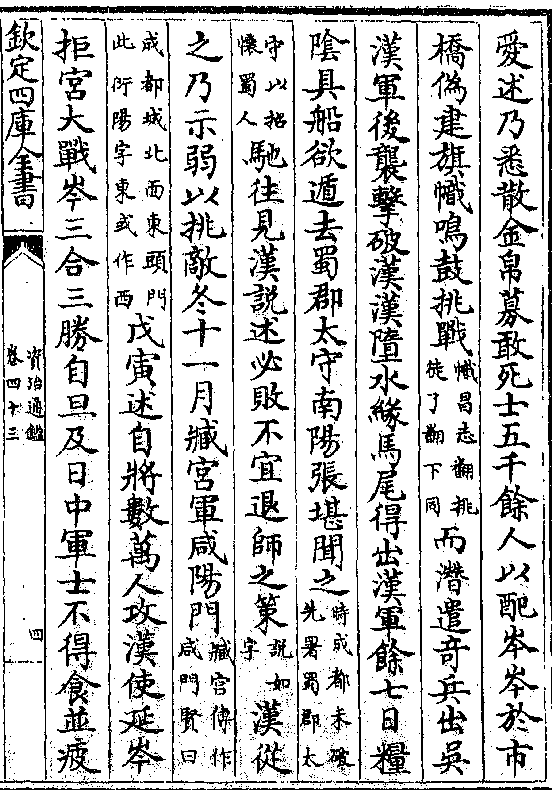 愛述乃悉散金帛募敢死士五千餘人以配岑岑於市
橋偽建旗幟鳴鼓挑戰幟昌志翻挑徒了翻下同而潛遣竒兵出吳
漢軍後襲擊破漢漢墮水緣馬尾得出漢軍餘七日糧
陰具船欲遁去蜀郡太守南陽張堪聞之時成都未破先署蜀郡太
守以招懷蜀人馳往見漢説述必敗不宜退師之策説如字漢從
之乃示弱以挑敵冬十一月臧宮軍咸陽門臧宮傳作咸門賢曰
成都城北面東頭門此衍陽字東或作西戊寅述自將數萬人攻漢使延岑
拒宮大戰岑三合三勝自旦及日中軍士不得食並疲
欽定四庫全書
資治通鑑
卷四十三
四